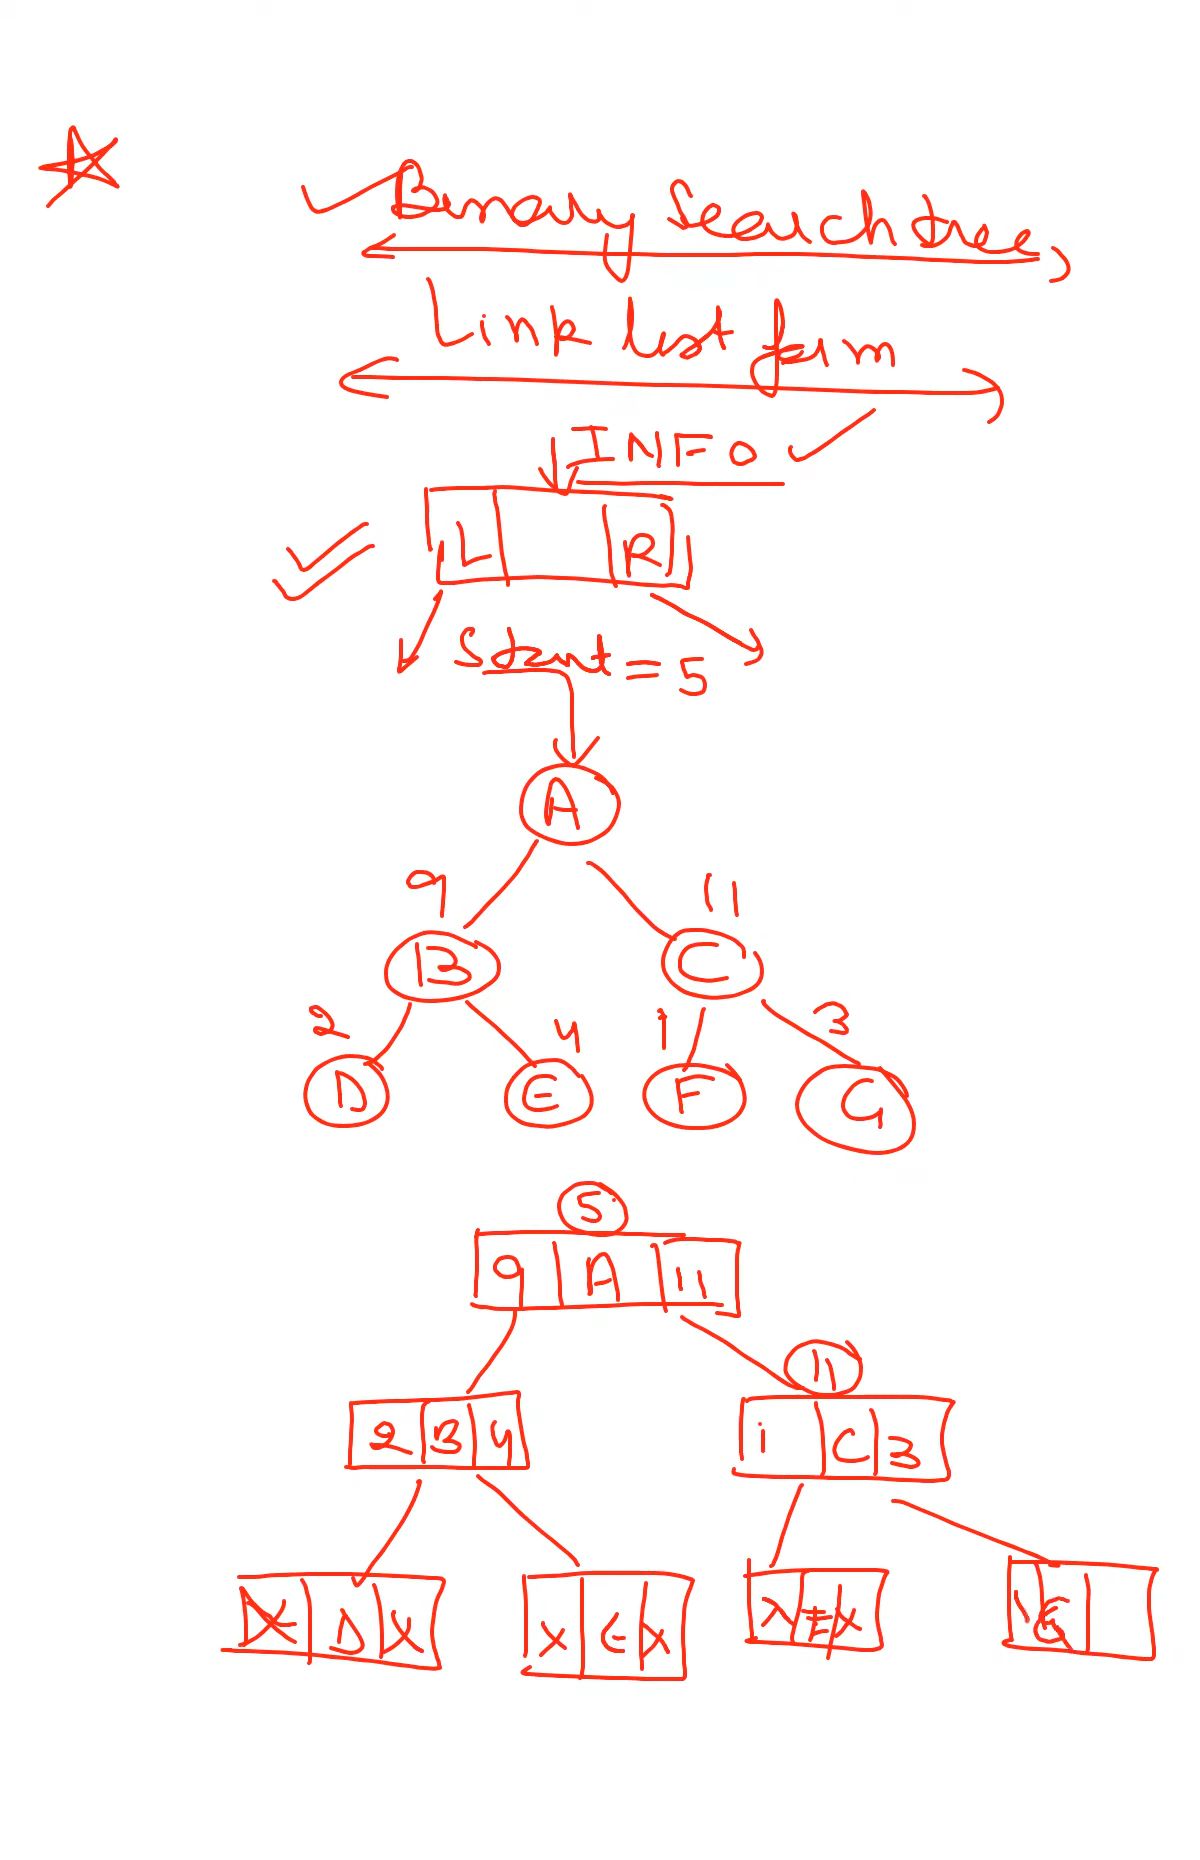 Binary Search tree
Link list form
INFO
L R
Start = 5
A
9 11
B C
2 4 1 3
D E F G
5
9 A 11
11
2 B 4 1 C 3
X D X X E X X F X G